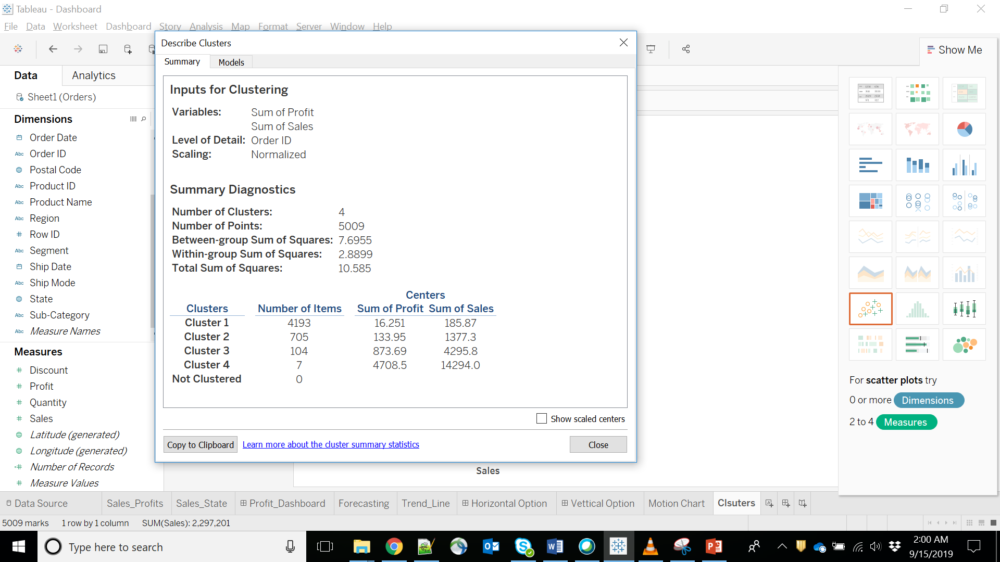 Tableau - Dashboard
File Data Worksheet Dashboard Story Analysis Map Format Server Window Help
Describe Clusters
Show Me
Summary Models
Data Analytics
Sheet1 (Orders)
Dimensions
Order Date
Abc Order ID
Postal Code
Abc Product ID
Abc Product Name
Abc Region
Row ID
Abc Segment
Ship Date
Abc Ship Mode
State
Abc Sub-Category
Abc Measure Names
Measures
Discount
Profit
Quantity
Sales
Latitude (generated)
Longitude (generated)
Number of Records
Measure Values
Inputs for Clustering
Variables: Sum of Profit
Sum of Sales
Level of Detail: Order ID
Scaling: Normalized
Summary Diagnostics
Number of Clusters: 4
Number of Points: 5009
Between-group Sum of Squares: 7.6955
Within-group Sum of Squares: 2.8899
Total Sum of Squares: 10.585
Centers
Clusters Number of Items Sum of Profit Sum of Sales
Cluster 1 4193 16.251 185.87
Cluster 2 705 133.95 1377.3
Cluster 3 104 873.69 4295.8
Cluster 4 7 4708.5 14294.0
Not Clustered 0
Show scaled centers
Copy to Clipboard Learn more about the cluster summary statistics Close
Sales
For scatter plots try
0 or more Dimensions
2 to 4 Measures
Data Source Sales_Profits Sales_State Profit_Dashboard Forecasting Trend_Line Horizontal Option Vettical Option Motion Chart Clsuters
5009 marks 1 row by 1 column SUM(Sales): 2,297,201
Type here to search
2:00 AM
9/15/2019